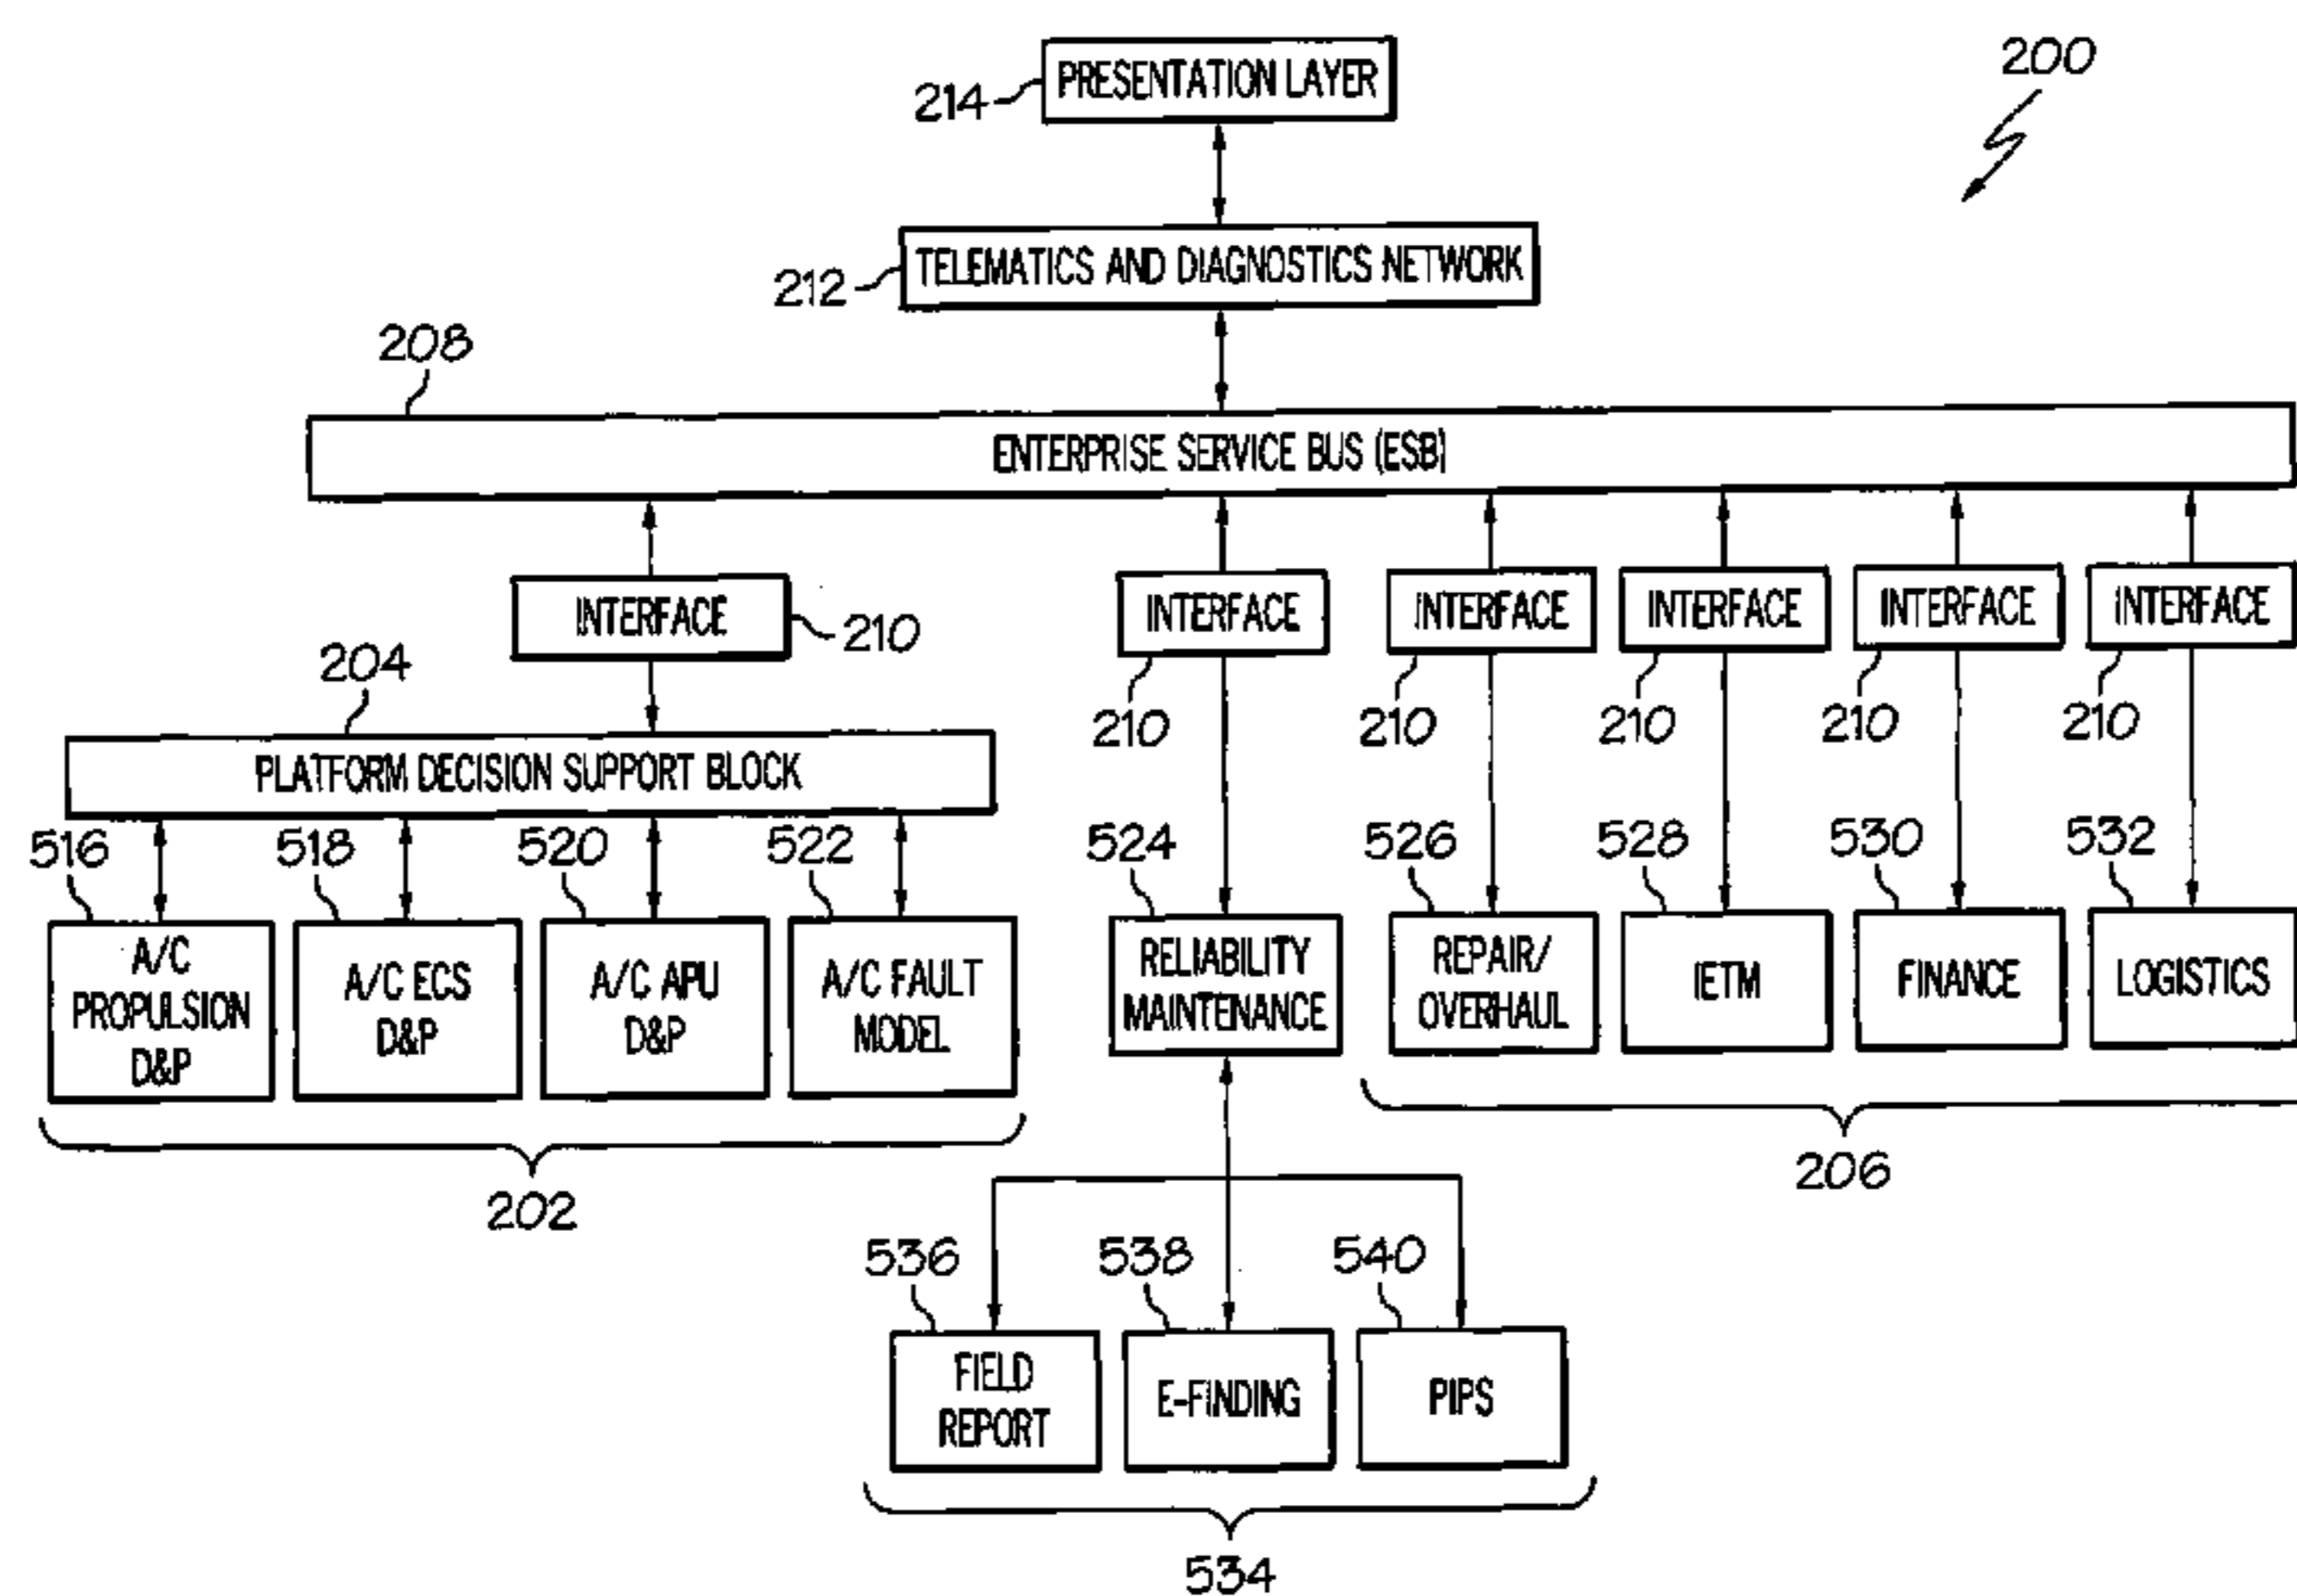 200
PRESENTATION LAYER
214
TELEMATICS AND DIAGNOSTICS NETWORK
212
208
ENTERPRISE SERVICE BUS (ESB)
INTERFACE
210
INTERFACE
INTERFACE
INTERFACE
INTERFACE
INTERFACE
210
210
210
210
210
204
PLATFORM DECISION SUPPORT BLOCK
516
518
520
522
524
526
528
530
532
A/C
PROPULSION
D&P
A/C ECS
D&P
A/C APU
D&P
A/C FAULT
MODEL
RELIABILITY
MAINTENANCE
REPAIR/
OVERHAUL
IETM
FINANCE
LOGISTICS
202
206
536
538
540
FIELD
REPORT
E-FINDING
PIPS
534